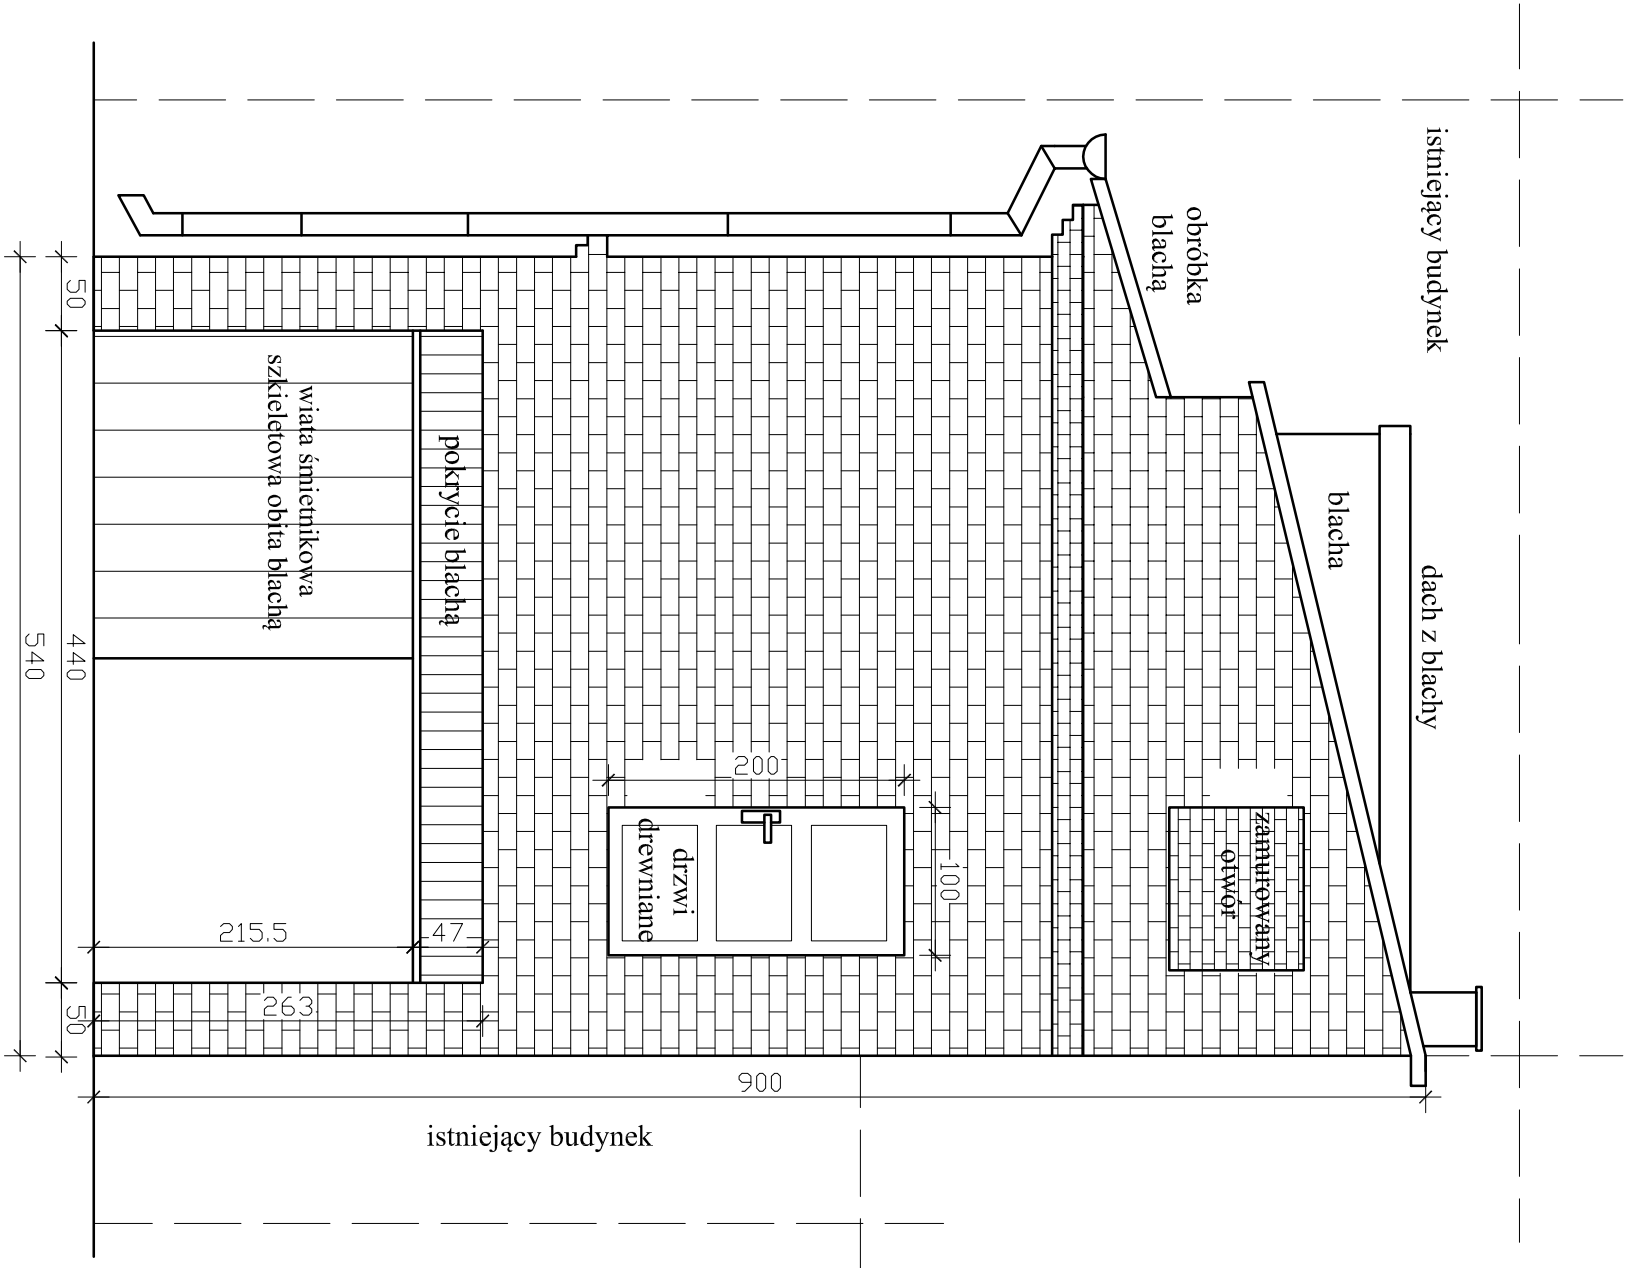 istniejący budynek
obróbka
blachą
dach z blachy
blacha
zamurowany
otwór
200
100
drzwi
drewniane
pokrycie blachą
wiata śmietnikowa
szkieletowa obita blachą
215.5
47
263
50
440
50
540
900
istniejący budynek